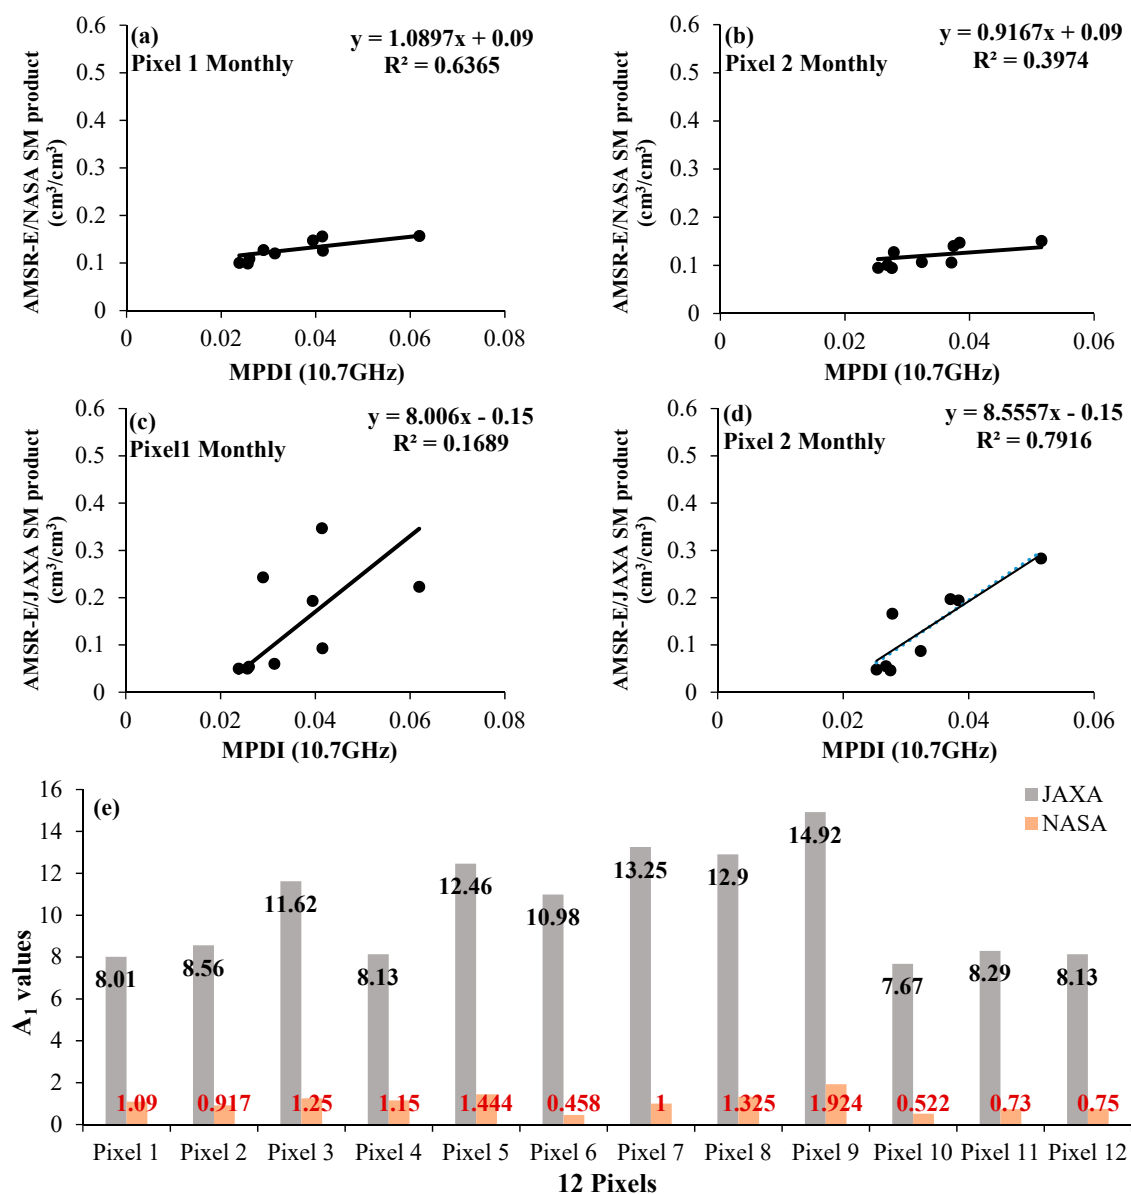 (a)
Pixel 1 Monthly
y = 1.0897x + 0.09
R² = 0.6365
AMSR-E/NASA SM product
(cm³/cm³)
0.6
0.5
0.4
0.3
0.2
0.1
0
0 0.02 0.04 0.06 0.08
MPDI (10.7GHz)
(b)
Pixel 2 Monthly
y = 0.9167x + 0.09
R² = 0.3974
AMSR-E/NASA SM product
(cm³/cm³)
0.6
0.5
0.4
0.3
0.2
0.1
0
0 0.02 0.04 0.06
MPDI (10.7GHz)
(c)
Pixel1 Monthly
y = 8.006x - 0.15
R² = 0.1689
AMSR-E/JAXA SM product
(cm³/cm³)
0.6
0.5
0.4
0.3
0.2
0.1
0
0 0.02 0.04 0.06 0.08
MPDI (10.7GHz)
(d)
Pixel 2 Monthly
y = 8.5557x - 0.15
R² = 0.7916
AMSR-E/JAXA SM product
(cm³/cm³)
0.6
0.5
0.4
0.3
0.2
0.1
0
0 0.02 0.04 0.06
MPDI (10.7GHz)
(e)
JAXA
NASA
A₁ values
16
14
12
10
8
6
4
2
0
8.01 8.56 11.62 8.13 12.46 10.98 13.25 12.9 14.92 7.67 8.29 8.13
1.09 0.917 1.25 1.15 1.444 0.458 1 1.325 1.924 0.522 0.73 0.75
Pixel 1 Pixel 2 Pixel 3 Pixel 4 Pixel 5 Pixel 6 Pixel 7 Pixel 8 Pixel 9 Pixel 10 Pixel 11 Pixel 12
12 Pixels